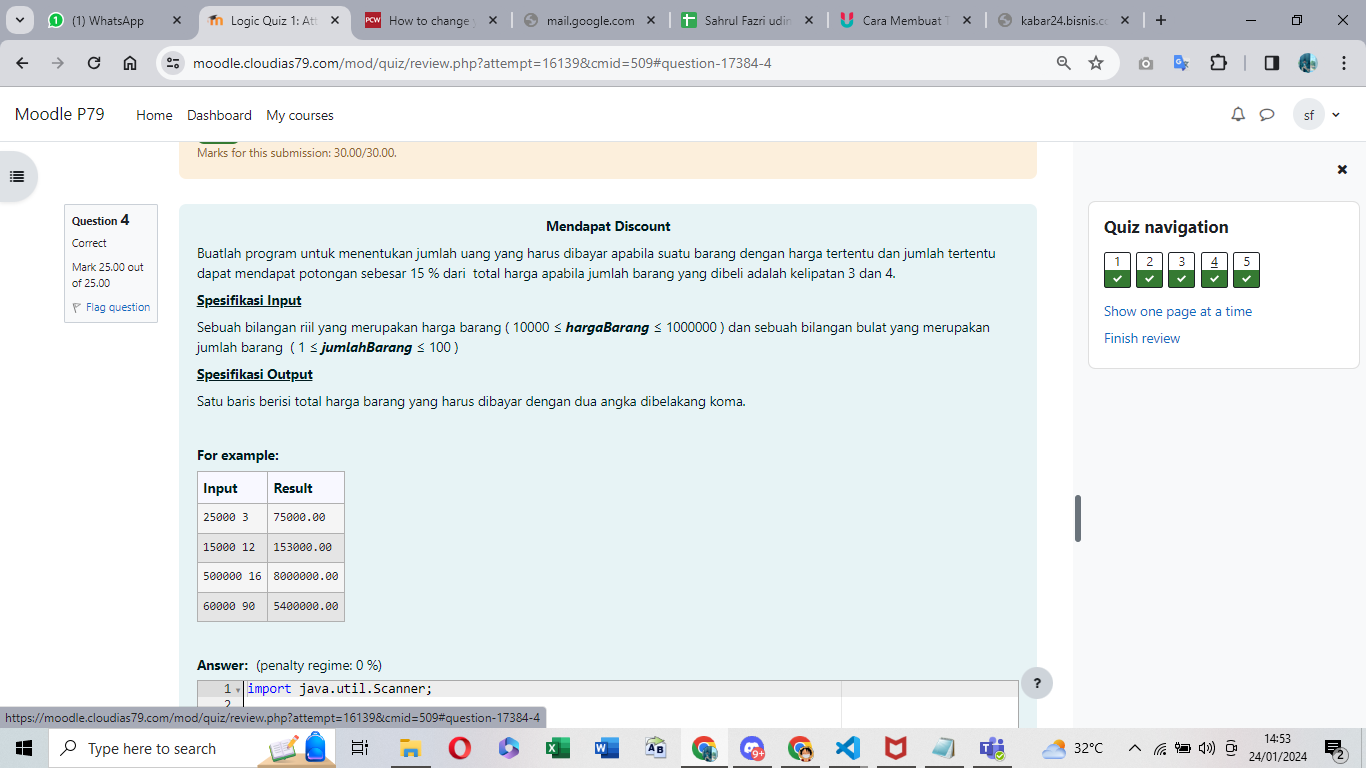 (1) WhatsApp
Logic Quiz 1: Att
PCW How to change y
mail.google.com
Sahrul Fazri udin
Cara Membuat T
kabar24.bisnis.co
moodle.cloudias79.com/mod/quiz/review.php?attempt=16139&cmid=509#question-17384-4
Moodle P79 Home Dashboard My courses
sf
Marks for this submission: 30.00/30.00.
Question 4
Correct
Mark 25.00 out
of 25.00
Flag question
Mendapat Discount
Buatlah program untuk menentukan jumlah uang yang harus dibayar apabila suatu barang dengan harga tertentu dan jumlah tertentu
dapat mendapat potongan sebesar 15 % dari total harga apabila jumlah barang yang dibeli adalah kelipatan 3 dan 4.
Spesifikasi Input
Sebuah bilangan riil yang merupakan harga barang ( 10000 ≤ hargaBarang ≤ 1000000 ) dan sebuah bilangan bulat yang merupakan
jumlah barang ( 1 ≤ jumlahBarang ≤ 100 )
Spesifikasi Output
Satu baris berisi total harga barang yang harus dibayar dengan dua angka dibelakang koma.
For example:
Input Result
25000 3 75000.00
15000 12 153000.00
500000 16 8000000.00
60000 90 5400000.00
Answer: (penalty regime: 0 %)
1 import java.util.Scanner;
2
?
Quiz navigation
1 2 3 4 5
Show one page at a time
Finish review
https://moodle.cloudias79.com/mod/quiz/review.php?attempt=16139&cmid=509#question-17384-4
Type here to search
9+
32°C
14:53
24/01/2024
2